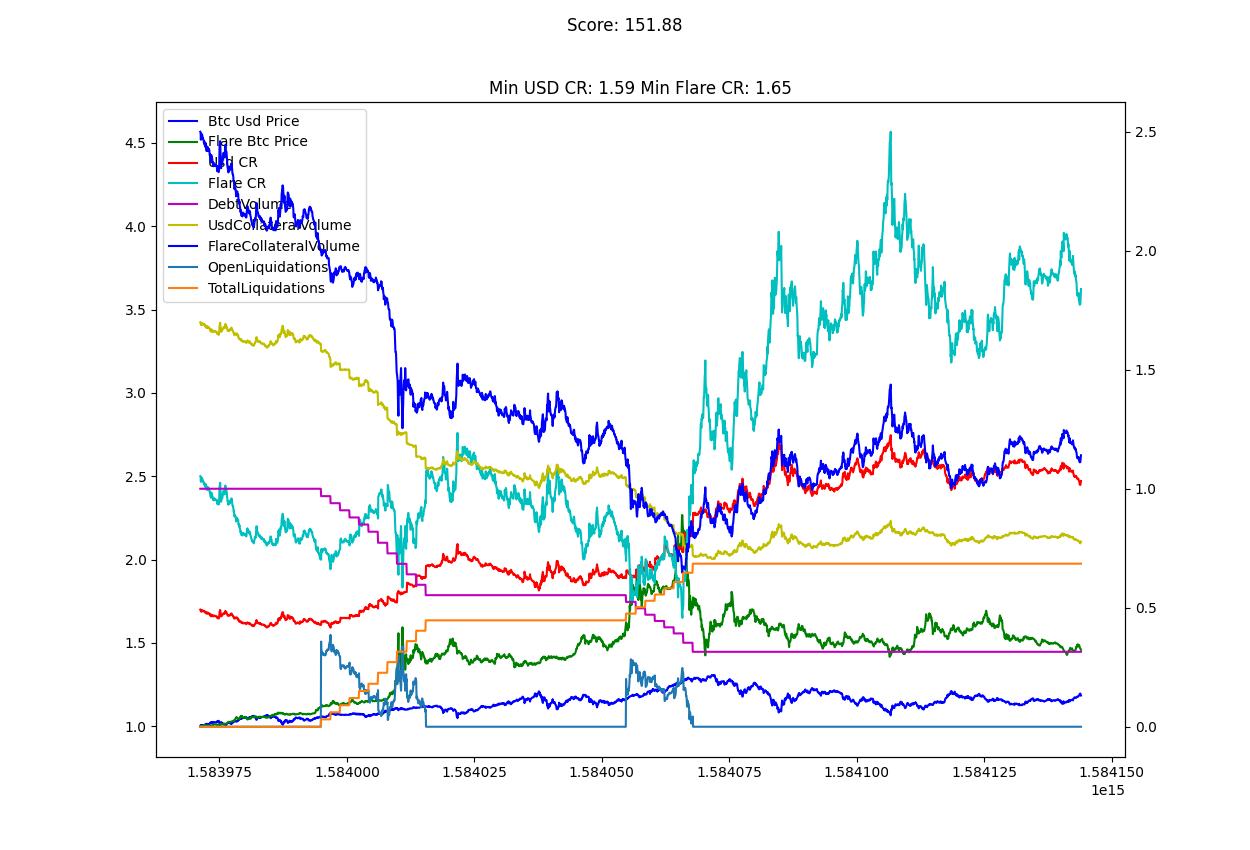 Score: 151.88
Min USD CR: 1.59 Min Flare CR: 1.65
Btc Usd Price
Flare Btc Price
Usd CR
Flare CR
DebtVolume
UsdCollateralVolume
FlareCollateralVolume
OpenLiquidations
TotalLiquidations
4.5
4.0
3.5
3.0
2.5
2.0
1.5
1.0
2.5
2.0
1.5
1.0
0.5
0.0
1.583975 1.584000 1.584025 1.584050 1.584075 1.584100 1.584125 1.584150
1e15